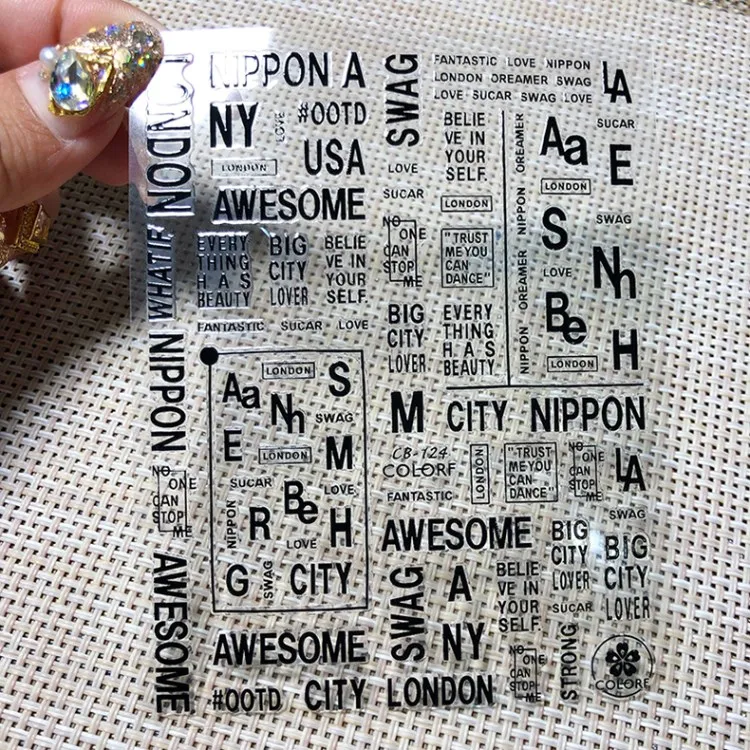 LONDON
WHATIF
NIPPON
NO
ONE
CAN
STOP
ME
AWESOME
NIPPON A
NY
LOVE
#OOTD
LONDON
USA
AWESOME
EVERY
THING
HAS
BEAUTY
BIG
CITY
LOVER
BELIE
VE IN
YOUR
SELF.
FANTASTIC SUCAR LOVE
LONDON
Aa
S
Nh
SWAG
E
LONDON
M
SUCAR
LOVE
NIPPON
R
Be
H
LOVE
G
SWAG
CITY
AWESOME
#OOTD CITY
SWAG
LOVE
SUCAR
NO
ONE
CAN
STOP
ME
BIG
CITY
LOVER
FANTASTIC LOVE NIPPON
LONDON OREAMER SWAG
LOVE SUCAR SWAG LOVE
LA
BELIE
VE IN
YOUR
SELF.
LONDON
"TRUST
ME YOU
CAN
DANCE"
EVERY
THING
HAS
BEAUTY
NIPPON OREAMER
NIPPON OREAMER
Aa
SUCAR
E
LONDON
S
SWAG
LOVE
Nh
Be
H
LONDON
M CITY NIPPON
CB-124
COLORF
FANTASTIC
LONDON
"TRUST
ME YOU
CAN
DANCE"
NO
ONE
CAN
STOP
ME
LA
SWAG
AWESOME
BIG
CITY
LOVER
BIG
CITY
LOVER
SWAG
A
NY
BELIE
VE IN
YOUR
SELF.
SUCAR
NO
ONE
CAN
STOP
ME
STRONG
LONDON
COLORF